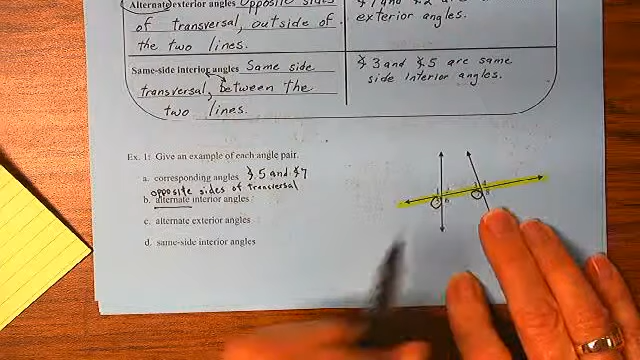 Alternate exterior angles Opposite sides
of transversal, outside of
the two lines.
exterior angles.
Same-side interior angles Same side
transversal, between the
two lines.
∡3 and ∡5 are same
side interior angles.
Ex. 1: Give an example of each angle pair.
a. corresponding angles ∡5 and ∡7
opposite sides of transversal
b. alternate interior angles
c. alternate exterior angles
d. same-side interior angles